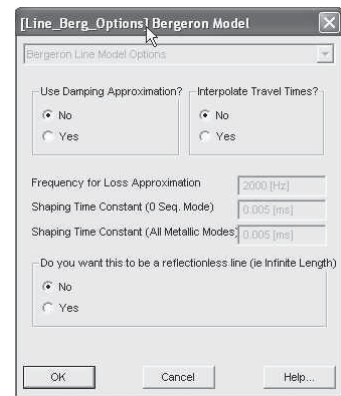 [Line_Berg_Options] Bergeron Model
Bergeron Line Model Options
Use Damping Approximation?
No
Yes
Interpolate Travel Times?
No
Yes
Frequency for Loss Approximation 2000 [Hz]
Shaping Time Constant (0 Seq. Mode) 0.005 [ms]
Shaping Time Constant (All Metallic Modes) 0.005 [ms]
Do you want this to be a reflectionless line (ie Infinite Length)
No
Yes
OK Cancel Help...